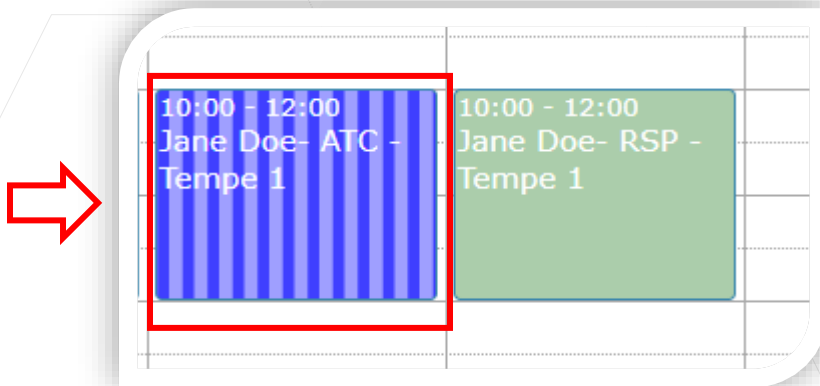 10:00 - 12:00
Jane Doe- ATC -
Tempe 1
10:00 - 12:00
Jane Doe- RSP -
Tempe 1